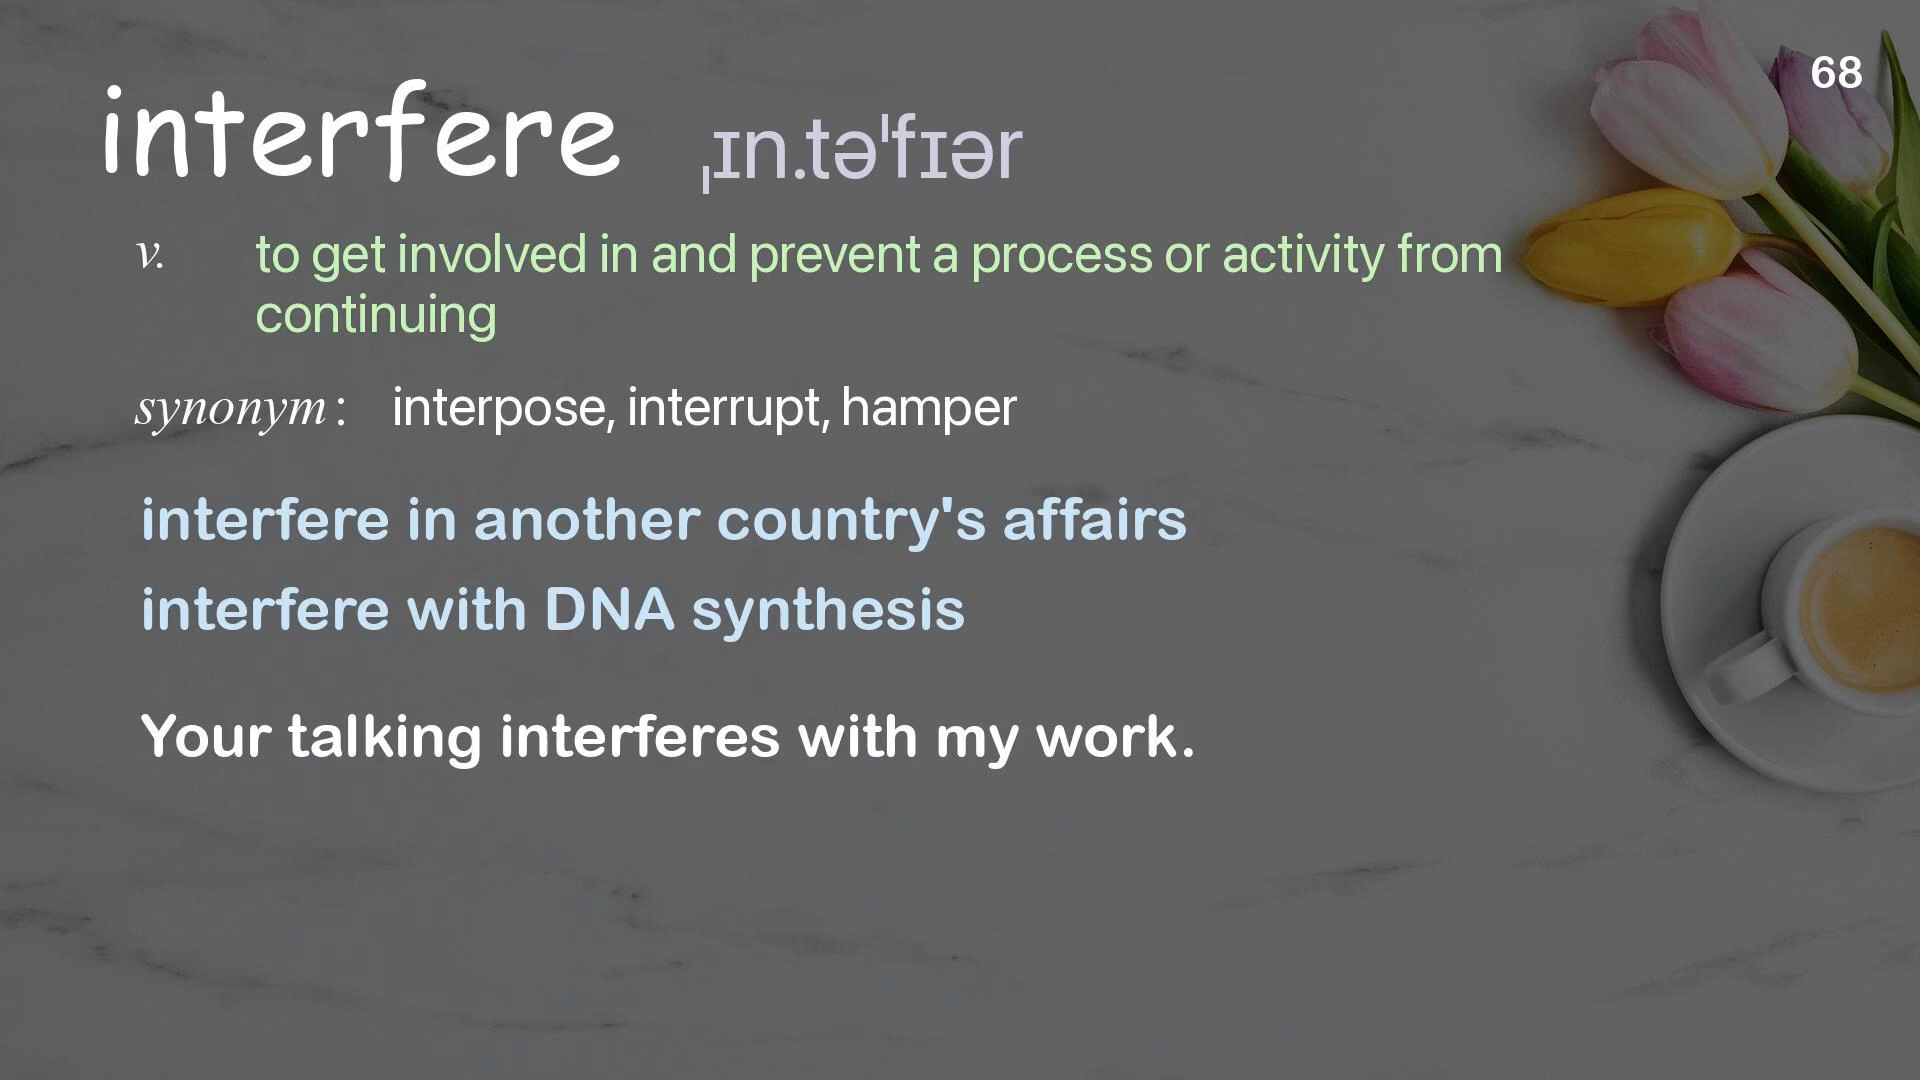 68
interfere ˌɪn.təˈfɪər
v. to get involved in and prevent a process or activity from
continuing
synonym: interpose, interrupt, hamper
interfere in another country's affairs
interfere with DNA synthesis
Your talking interferes with my work.